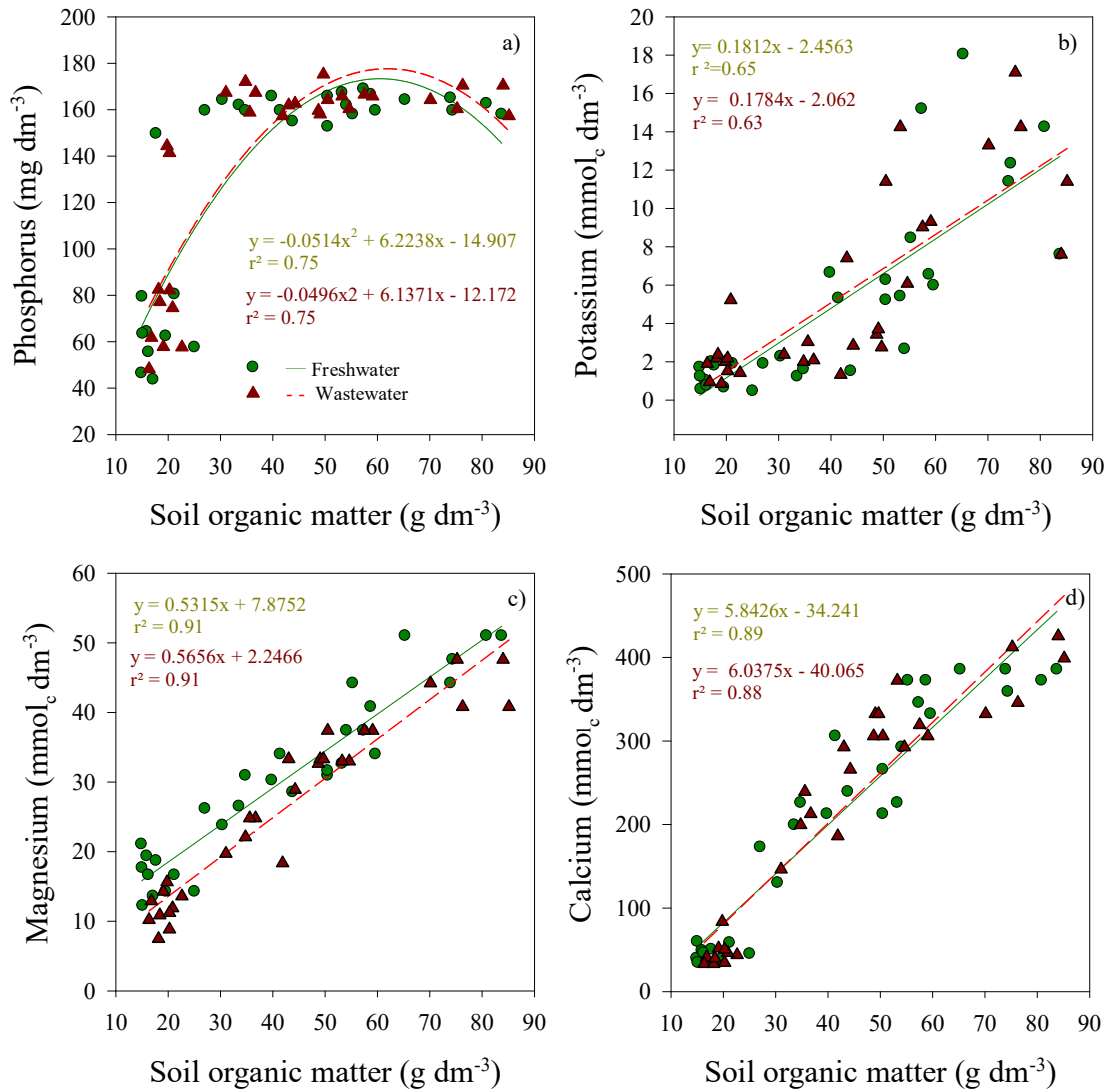 a)
200
180
160
140
120
100
80
60
40
20
Phosphorus (mg dm⁻³)
y = -0.0514x² + 6.2238x - 14.907
r² = 0.75
y = -0.0496x2 + 6.1371x - 12.172
r² = 0.75
Freshwater
Wastewater
10 20 30 40 50 60 70 80 90
Soil organic matter (g dm⁻³)
b)
20
18
16
14
12
10
8
6
4
2
0
Potassium (mmol_c dm⁻³)
y= 0.1812x - 2.4563
r ²=0.65
y = 0.1784x - 2.062
r ² = 0.63
10 20 30 40 50 60 70 80 90
Soil organic matter (g dm⁻³)
c)
60
50
40
30
20
10
0
Magnesium (mmol_c dm⁻³)
y = 0.5315x + 7.8752
r² = 0.91
y = 0.5656x + 2.2466
r² = 0.91
10 20 30 40 50 60 70 80 90
Soil organic matter (g dm⁻³)
d)
500
400
300
200
100
0
Calcium (mmol_c dm⁻³)
y = 5.8426x - 34.241
r² = 0.89
y = 6.0375x - 40.065
r² = 0.88
10 20 30 40 50 60 70 80 90
Soil organic matter (g dm⁻³)